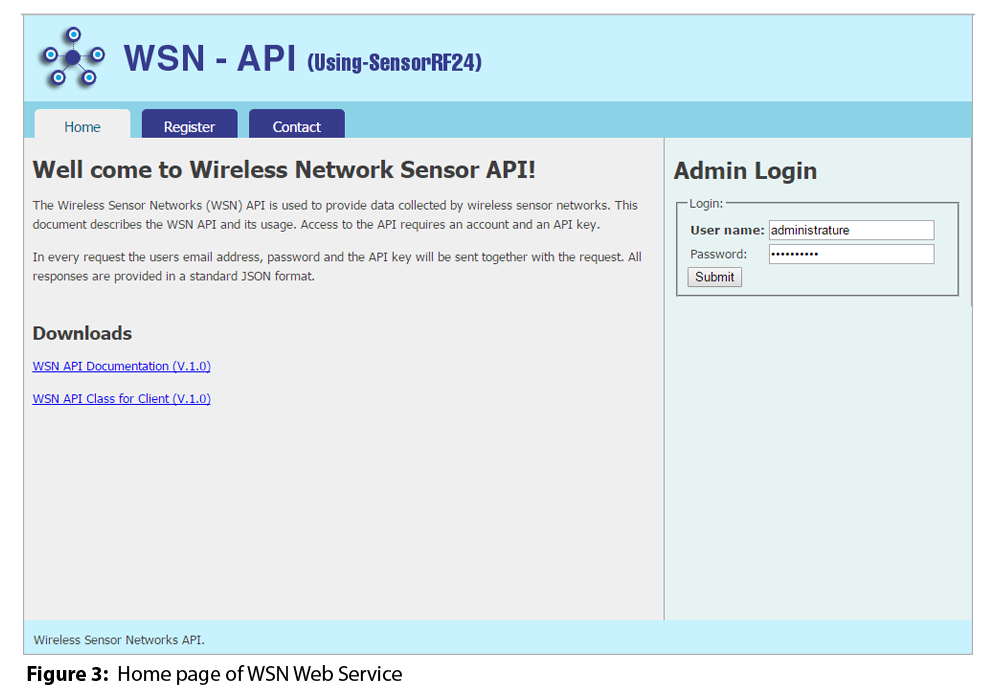 WSN - API (Using-SensorRF24)
Home
Register
Contact
Well come to Wireless Network Sensor API!
The Wireless Sensor Networks (WSN) API is used to provide data collected by wireless sensor networks. This
document describes the WSN API and its usage. Access to the API requires an account and an API key.
In every request the users email address, password and the API key will be sent together with the request. All
responses are provided in a standard JSON format.
Downloads
WSN API Documentation (V.1.0)
WSN API Class for Client (V.1.0)
Admin Login
Login:
User name: administrature
Password: ••••••••••
Submit
Wireless Sensor Networks API.
Figure 3: Home page of WSN Web Service